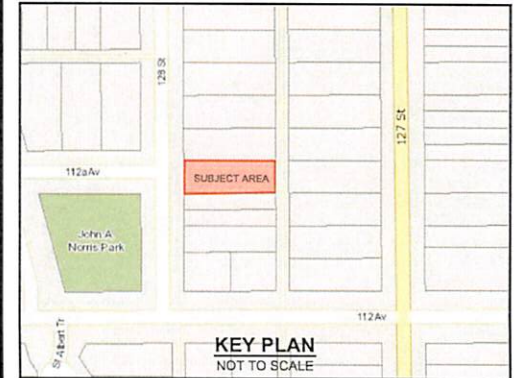 128 St
127 St
112a Av
SUBJECT AREA
John A.
Norris Park
112 Av
St Albert Tr
KEY PLAN
NOT TO SCALE